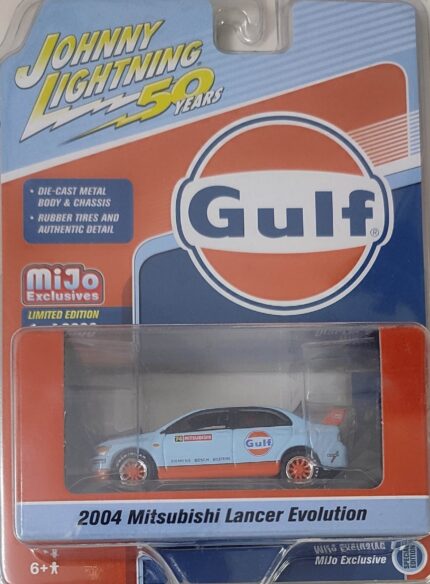 JOHNNY
LIGHTNING
50
YEARS
• DIE-CAST METAL
BODY & CHASSIS
• RUBBER TIRES AND
AUTHENTIC DETAIL
Gulf®
MiJo
Exclusives
LIMITED EDITION
MITSUBISHI
Gulf
2004 Mitsubishi Lancer Evolution
MiJo Exclusive
6+